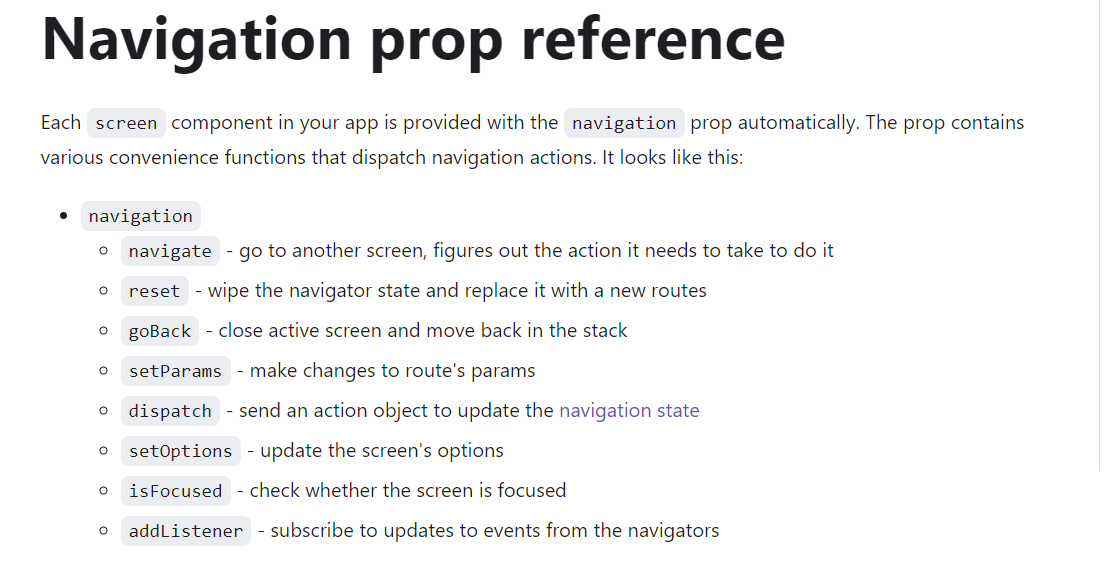 Navigation prop reference
Each screen component in your app is provided with the navigation prop automatically. The prop contains
various convenience functions that dispatch navigation actions. It looks like this:
navigation
navigate - go to another screen, figures out the action it needs to take to do it
reset - wipe the navigator state and replace it with a new routes
goBack - close active screen and move back in the stack
setParams - make changes to route's params
dispatch - send an action object to update the navigation state
setOptions - update the screen's options
isFocused - check whether the screen is focused
addListener - subscribe to updates to events from the navigators